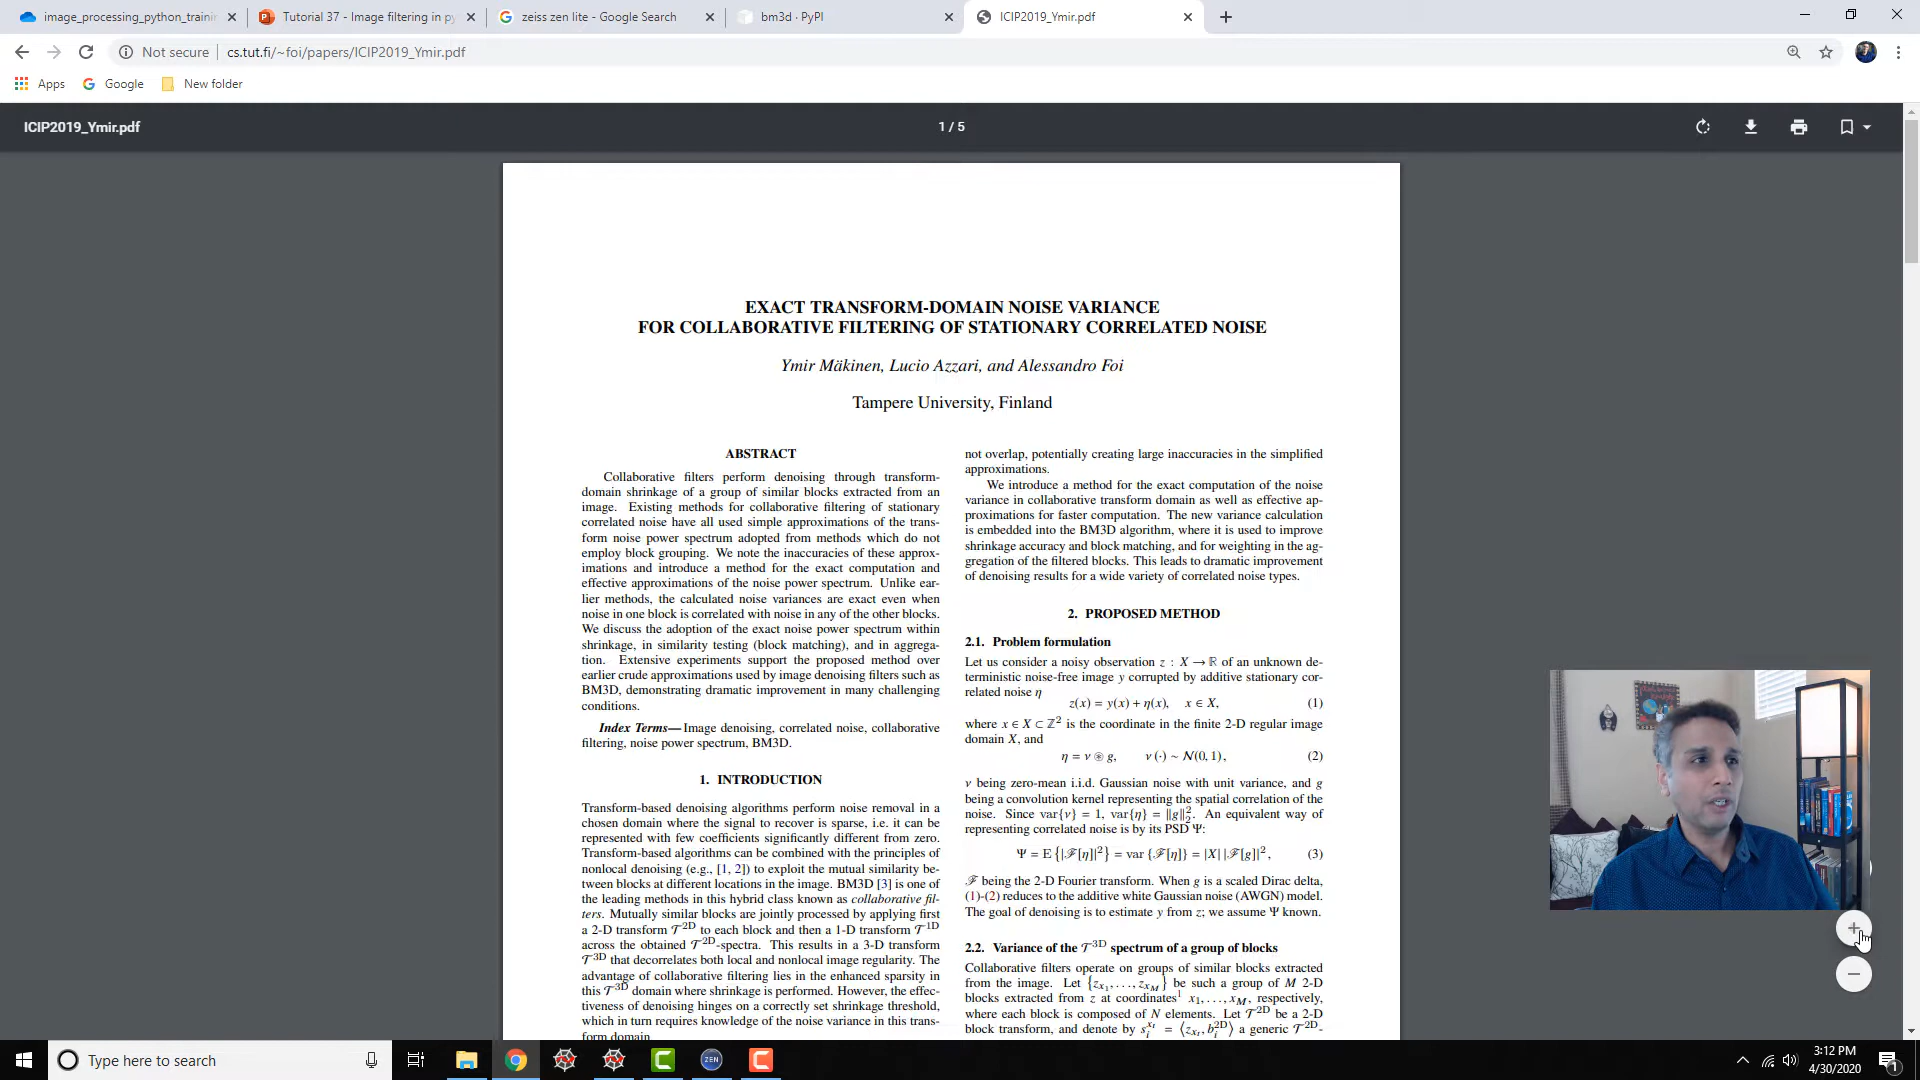 image_processing_python_traini
Tutorial 37 - Image filtering in py
zeiss zen lite - Google Search
bm3d · PyPI
ICIP2019_Ymir.pdf
Not secure | cs.tut.fi/~foi/papers/ICIP2019_Ymir.pdf
Apps
Google
New folder
ICIP2019_Ymir.pdf
1 / 5
EXACT TRANSFORM-DOMAIN NOISE VARIANCE
FOR COLLABORATIVE FILTERING OF STATIONARY CORRELATED NOISE
Ymir Mäkinen, Lucio Azzari, and Alessandro Foi
Tampere University, Finland
ABSTRACT
Collaborative filters perform denoising through transform-
domain shrinkage of a group of similar blocks extracted from an
image. Existing methods for collaborative filtering of stationary
correlated noise have all used simple approximations of the trans-
form noise power spectrum adopted from methods which do not
employ block grouping. We note the inaccuracies of these approx-
imations and introduce a method for the exact computation and
effective approximations of the noise power spectrum. Unlike ear-
lier methods, the calculated noise variances are exact even when
noise in one block is correlated with noise in any of the other blocks.
We discuss the adoption of the exact noise power spectrum within
shrinkage, in similarity testing (block matching), and in aggrega-
tion. Extensive experiments support the proposed method over
earlier crude approximations used by image denoising filters such as
BM3D, demonstrating dramatic improvement in many challenging
conditions.
Index Terms— Image denoising, correlated noise, collaborative
filtering, noise power spectrum, BM3D.
1. INTRODUCTION
Transform-based denoising algorithms perform noise removal in a
chosen domain where the signal to recover is sparse, i.e. it can be
represented with few coefficients significantly different from zero.
Transform-based algorithms can be combined with the principles of
nonlocal denoising (e.g., [1, 2]) to exploit the mutual similarity be-
tween blocks at different locations in the image. BM3D [3] is one of
the leading methods in this hybrid class known as collaborative fil-
ters. Mutually similar blocks are jointly processed by applying first
a 2-D transform 𝒯²ᴰ to each block and then a 1-D transform 𝒯¹ᴰ
across the obtained 𝒯²ᴰ-spectra. This results in a 3-D transform
𝒯³ᴰ that decorrelates both local and nonlocal image regularity. The
advantage of collaborative filtering lies in the enhanced sparsity in
this 𝒯³ᴰ domain where shrinkage is performed. However, the effec-
tiveness of denoising hinges on a correctly set shrinkage threshold,
which in turn requires knowledge of the noise variance in this trans-
form domain
not overlap, potentially creating large inaccuracies in the simplified
approximations.
We introduce a method for the exact computation of the noise
variance in collaborative transform domain as well as effective ap-
proximations for faster computation. The new variance calculation
is embedded into the BM3D algorithm, where it is used to improve
shrinkage accuracy and block matching, and for weighting in the ag-
gregation of the filtered blocks. This leads to dramatic improvement
of denoising results for a wide variety of correlated noise types.
2. PROPOSED METHOD
2.1. Problem formulation
Let us consider a noisy observation z : X → ℝ of an unknown de-
terministic noise-free image y corrupted by additive stationary cor-
related noise η
z(x) = y(x) + η(x), x ∈ X, (1)
where x ∈ X ⊂ ℤ² is the coordinate in the finite 2-D regular image
domain X, and
η = ν ⊛ g, ν (·) ∼ 𝒩(0, 1), (2)
ν being zero-mean i.i.d. Gaussian noise with unit variance, and g
being a convolution kernel representing the spatial correlation of the
noise. Since var{ν} = 1, var{η} = ‖g‖₂². An equivalent way of
representing correlated noise is by its PSD Ψ:
Ψ = E {|ℱ[η]|²} = var {ℱ[η]} = |X| |ℱ[g]|², (3)
ℱ being the 2-D Fourier transform. When g is a scaled Dirac delta,
(1)-(2) reduces to the additive white Gaussian noise (AWGN) model.
The goal of denoising is to estimate y from z; we assume Ψ known.
2.2. Variance of the 𝒯³ᴰ spectrum of a group of blocks
Collaborative filters operate on groups of similar blocks extracted
from the image. Let {z_x₁, . . . , z_x_M} be such a group of M 2-D
blocks extracted from z at coordinates¹ x₁, . . . , x_M, respectively,
where each block is composed of N elements. Let 𝒯²ᴰ be a 2-D
block transform, and denote by s_i^{x_t} = ⟨z_{x_t}, b_i^{2D}⟩ a generic 𝒯²ᴰ-
Type here to search
ZEN
3:12 PM
4/30/2020
1